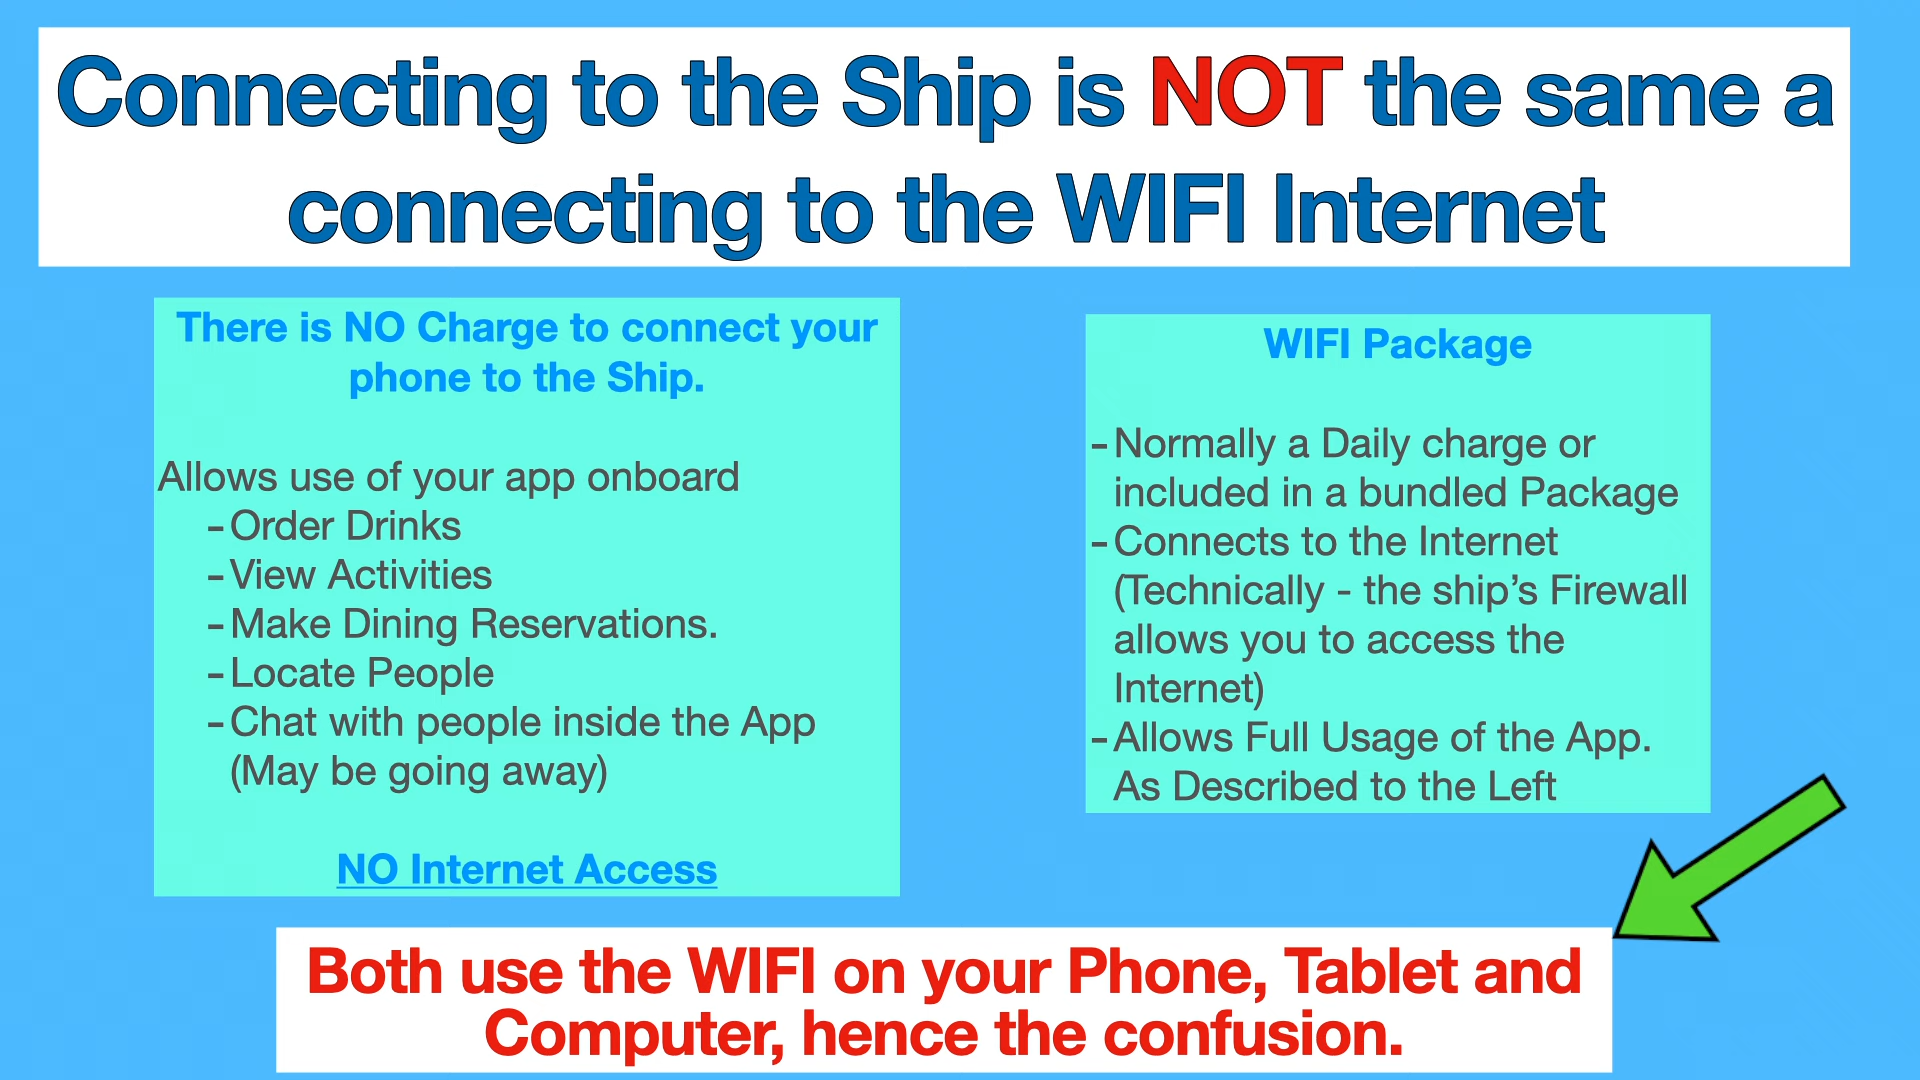 Connecting to the Ship is NOT the same a
connecting to the WIFI Internet
There is NO Charge to connect your
phone to the Ship.
Allows use of your app onboard
- Order Drinks
- View Activities
- Make Dining Reservations.
- Locate People
- Chat with people inside the App
(May be going away)
NO Internet Access
WIFI Package
- Normally a Daily charge or
included in a bundled Package
- Connects to the Internet
(Technically - the ship’s Firewall
allows you to access the
Internet)
- Allows Full Usage of the App.
As Described to the Left
Both use the WIFI on your Phone, Tablet and
Computer, hence the confusion.